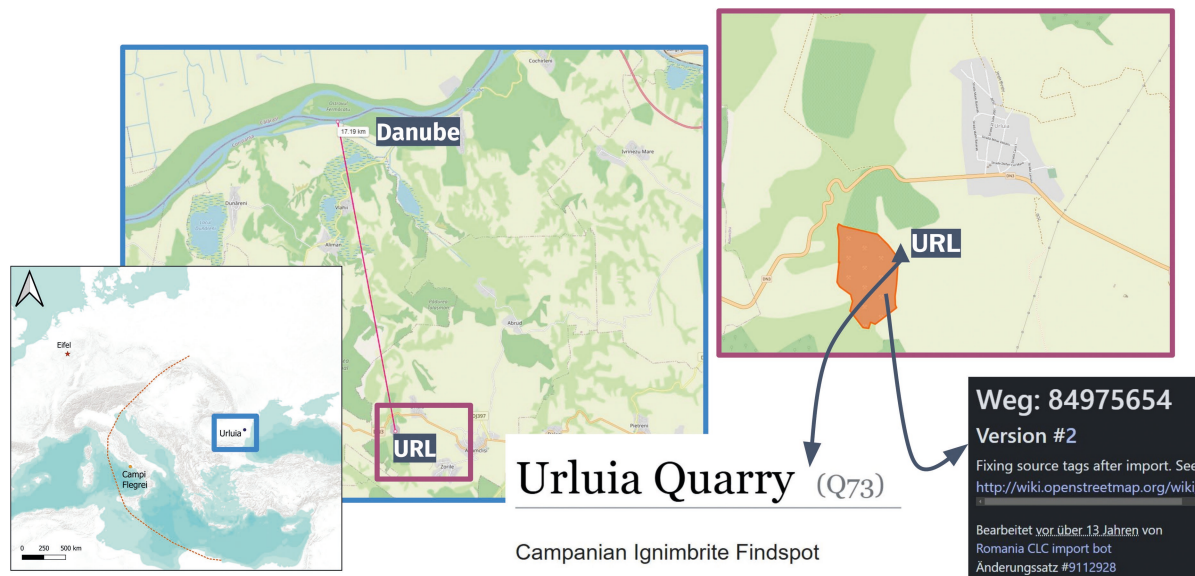 Cochirleni
17.19 km
Danube
Ivrinezu Mare
Dunăreni
Vlahii
Aliman
Abrud
URL
Zorile
Pietreni
URL
Eifel
Urluia
Campi
Flegrei
0 250 500 km
Urluia Quarry (Q73)
Campanian Ignimbrite Findspot
Weg: 84975654
Version #2
Fixing source tags after import. See
http://wiki.openstreetmap.org/wiki
Bearbeitet vor über 13 Jahren von
Romania CLC import bot
Änderungssatz #9112928